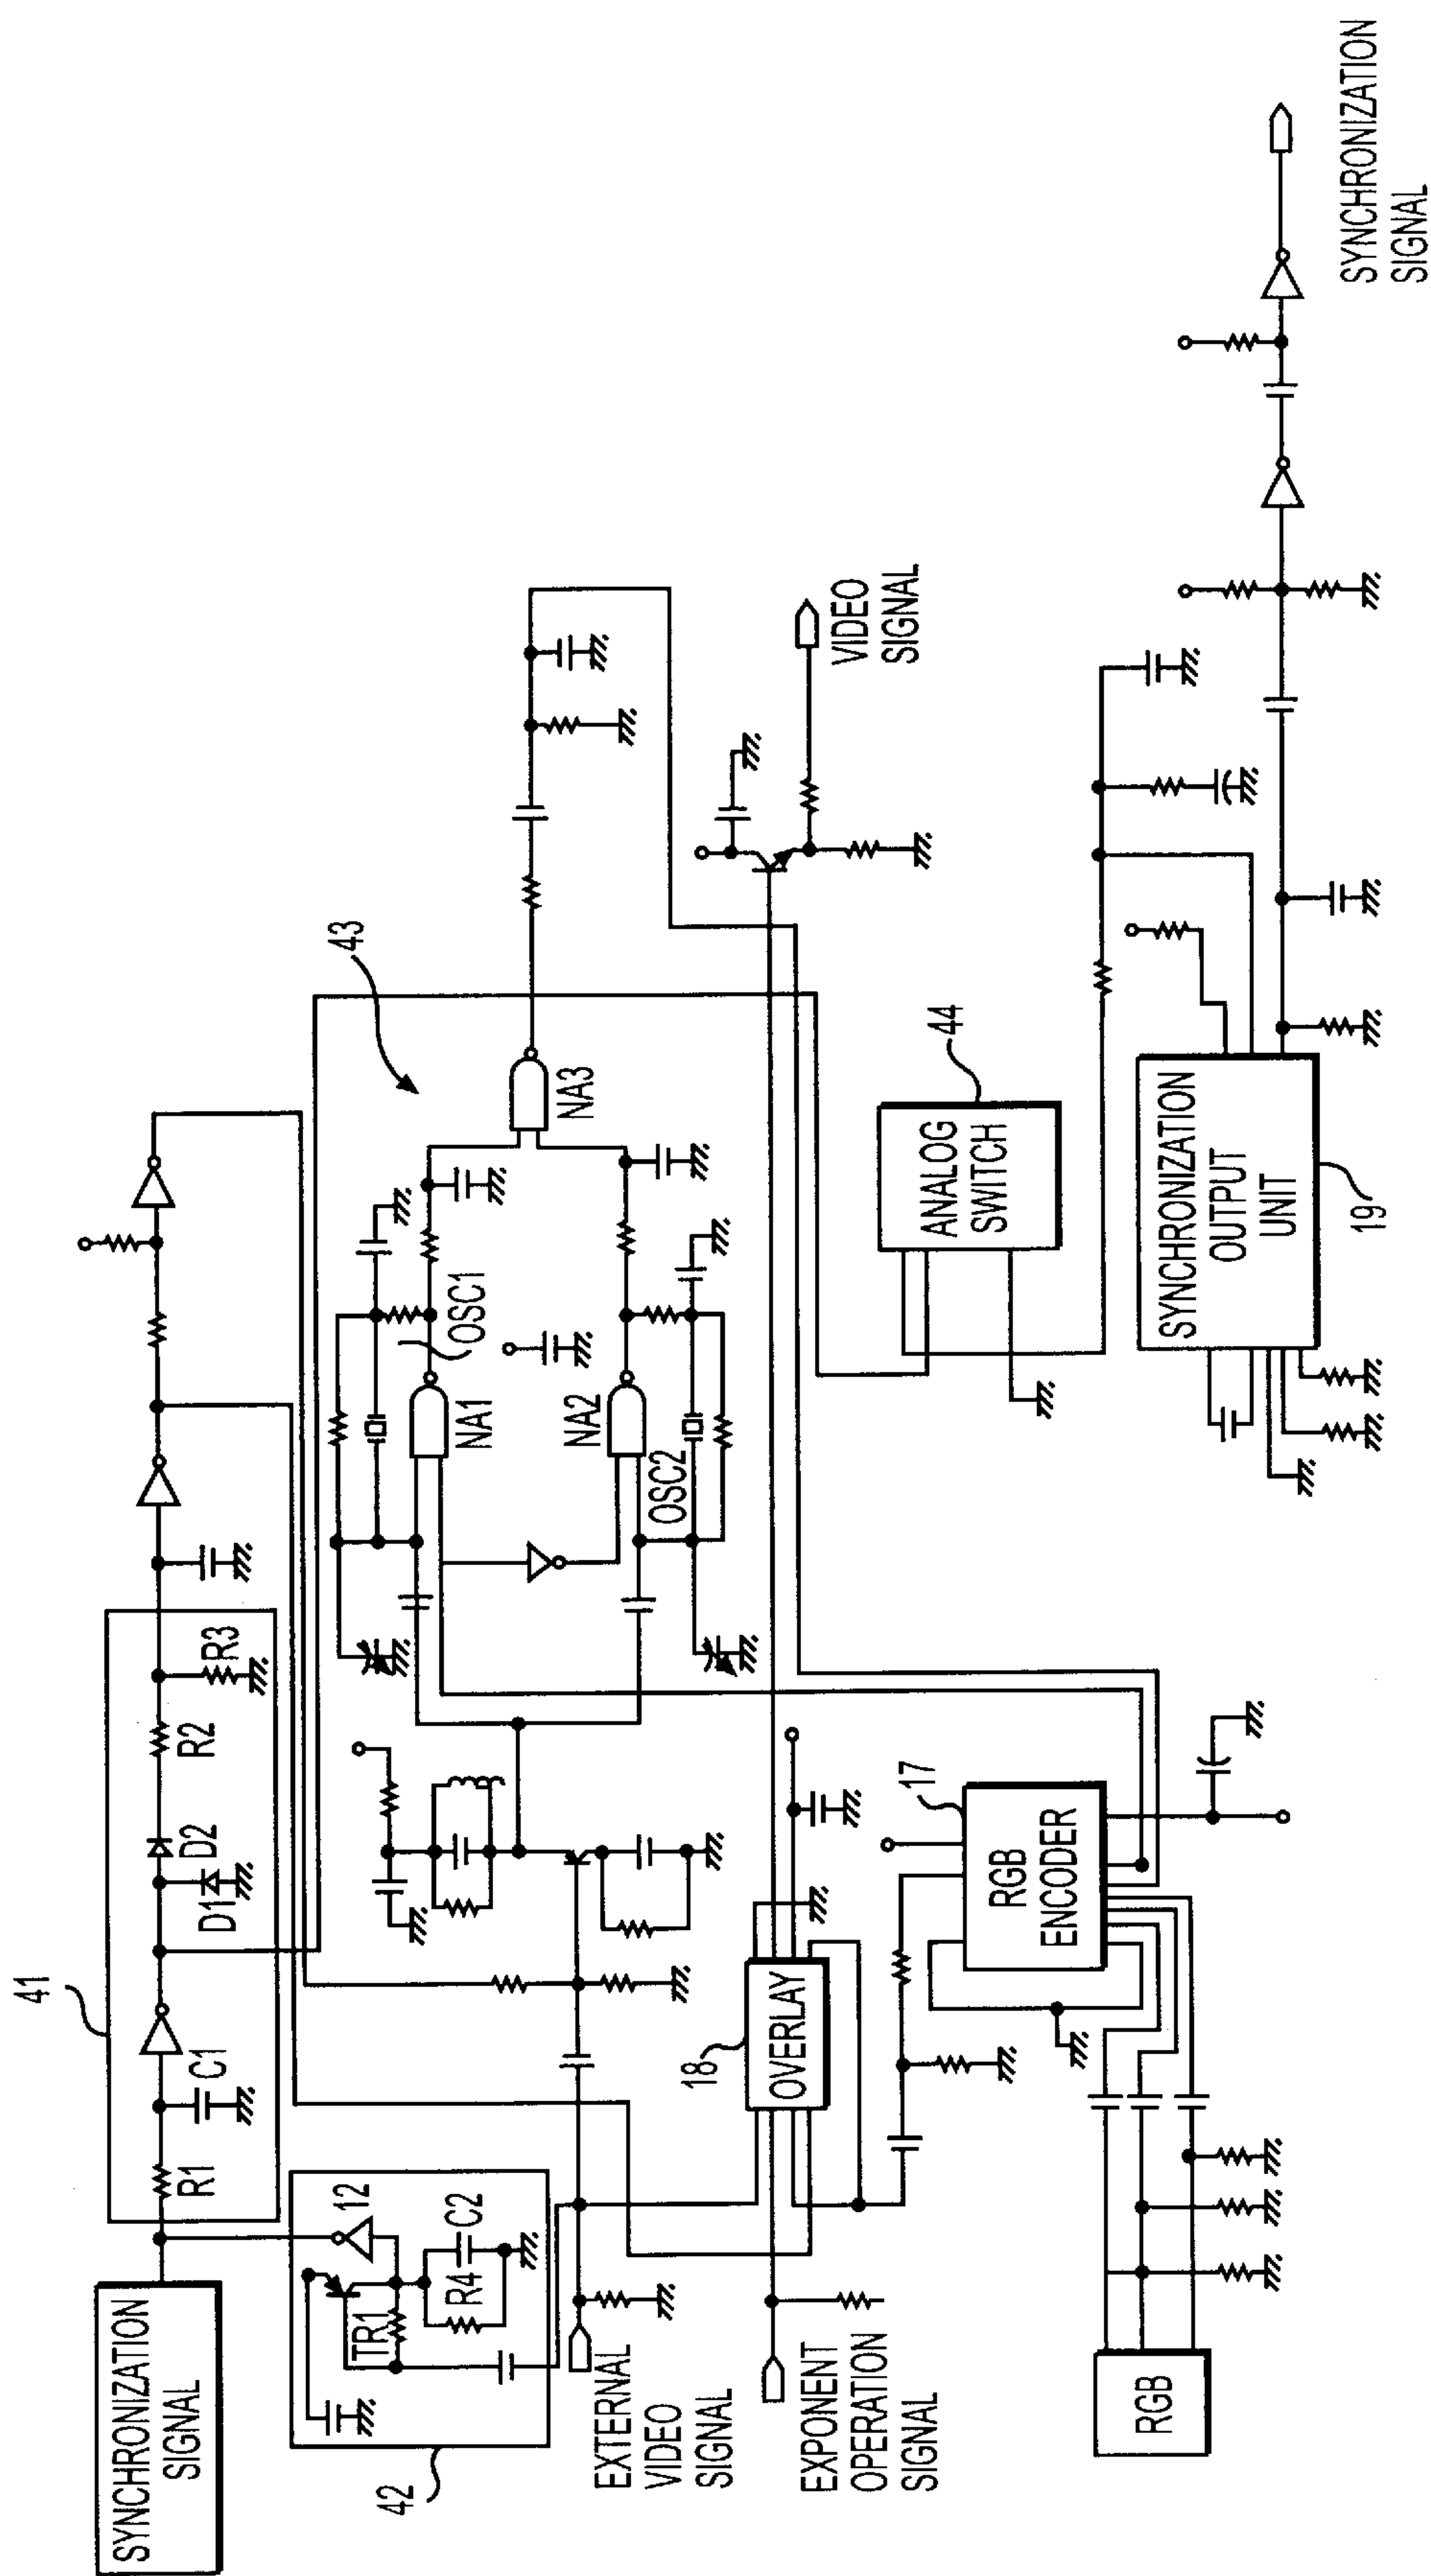 41
SYNCHRONIZATION
SIGNAL
R1
C1
D1
D2
R2
R3
42
TR1
12
R4
C2
43
OSC1
NA1
NA2
OSC2
NA3
EXTERNAL
VIDEO
SIGNAL
EXPONENT
OPERATION
SIGNAL
18
OVERLAY
VIDEO
SIGNAL
17
RGB
ENCODER
RGB
44
ANALOG
SWITCH
SYNCHRONIZATION
OUTPUT
UNIT
19
SYNCHRONIZATION
SIGNAL